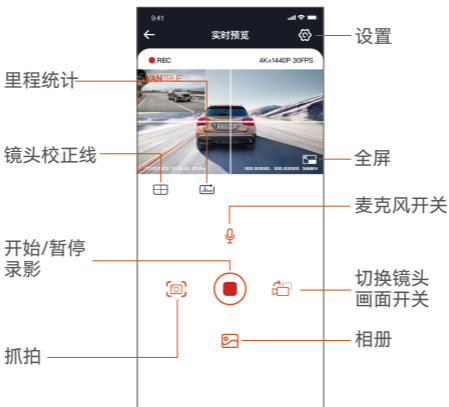 9:41
实时预览
设置
REC
4K+1440P 30FPS
VANTRUE
里程统计
镜头校正线
全屏
麦克风开关
开始/暂停
录影
切换镜头
画面开关
抓拍
相册